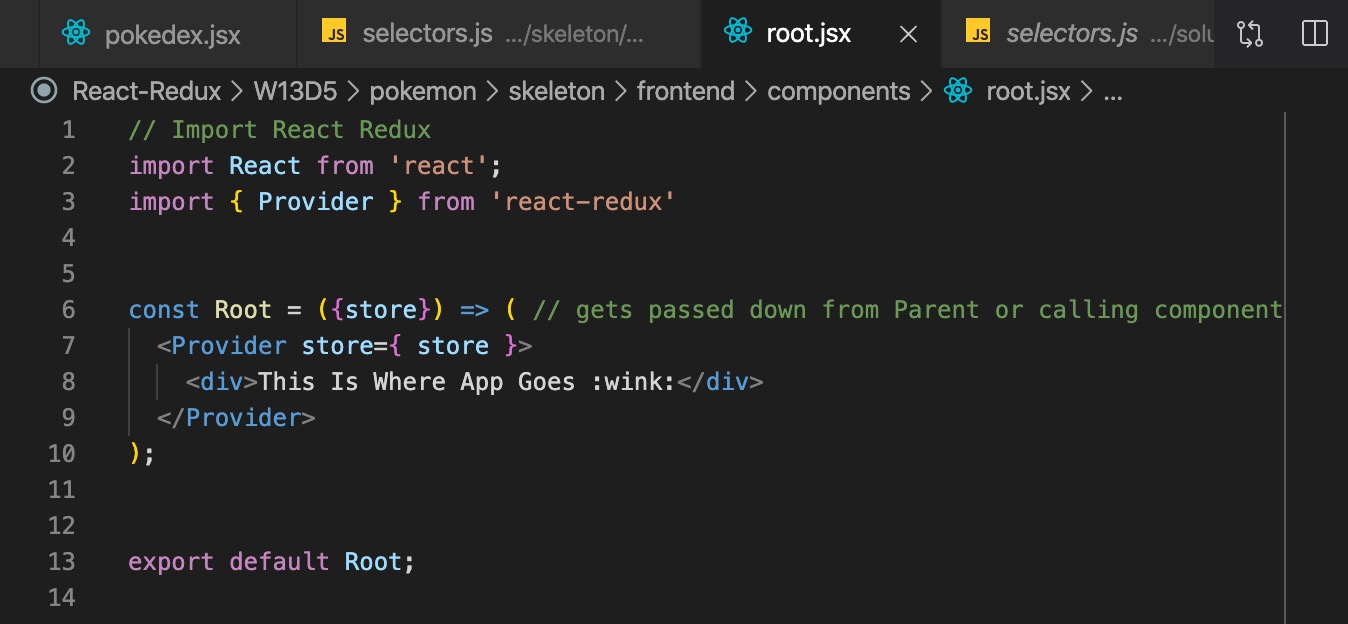 pokedex.jsx JS selectors.js .../skeleton/... root.jsx JS selectors.js .../solu
React-Redux > W13D5 > pokemon > skeleton > frontend > components > root.jsx > ...
1 // Import React Redux
2 import React from 'react';
3 import { Provider } from 'react-redux'
4
5
6 const Root = ({store}) => ( // gets passed down from Parent or calling component
7 <Provider store={ store }>
8 <div>This Is Where App Goes :wink:</div>
9 </Provider>
10 );
11
12
13 export default Root;
14